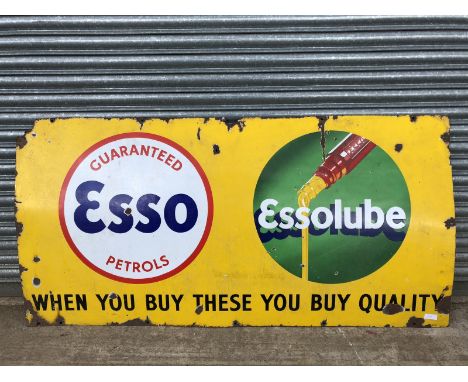 GUARANTEED
Esso
PETROLS
Essolube
WHEN YOU BUY THESE YOU BUY QUALITY